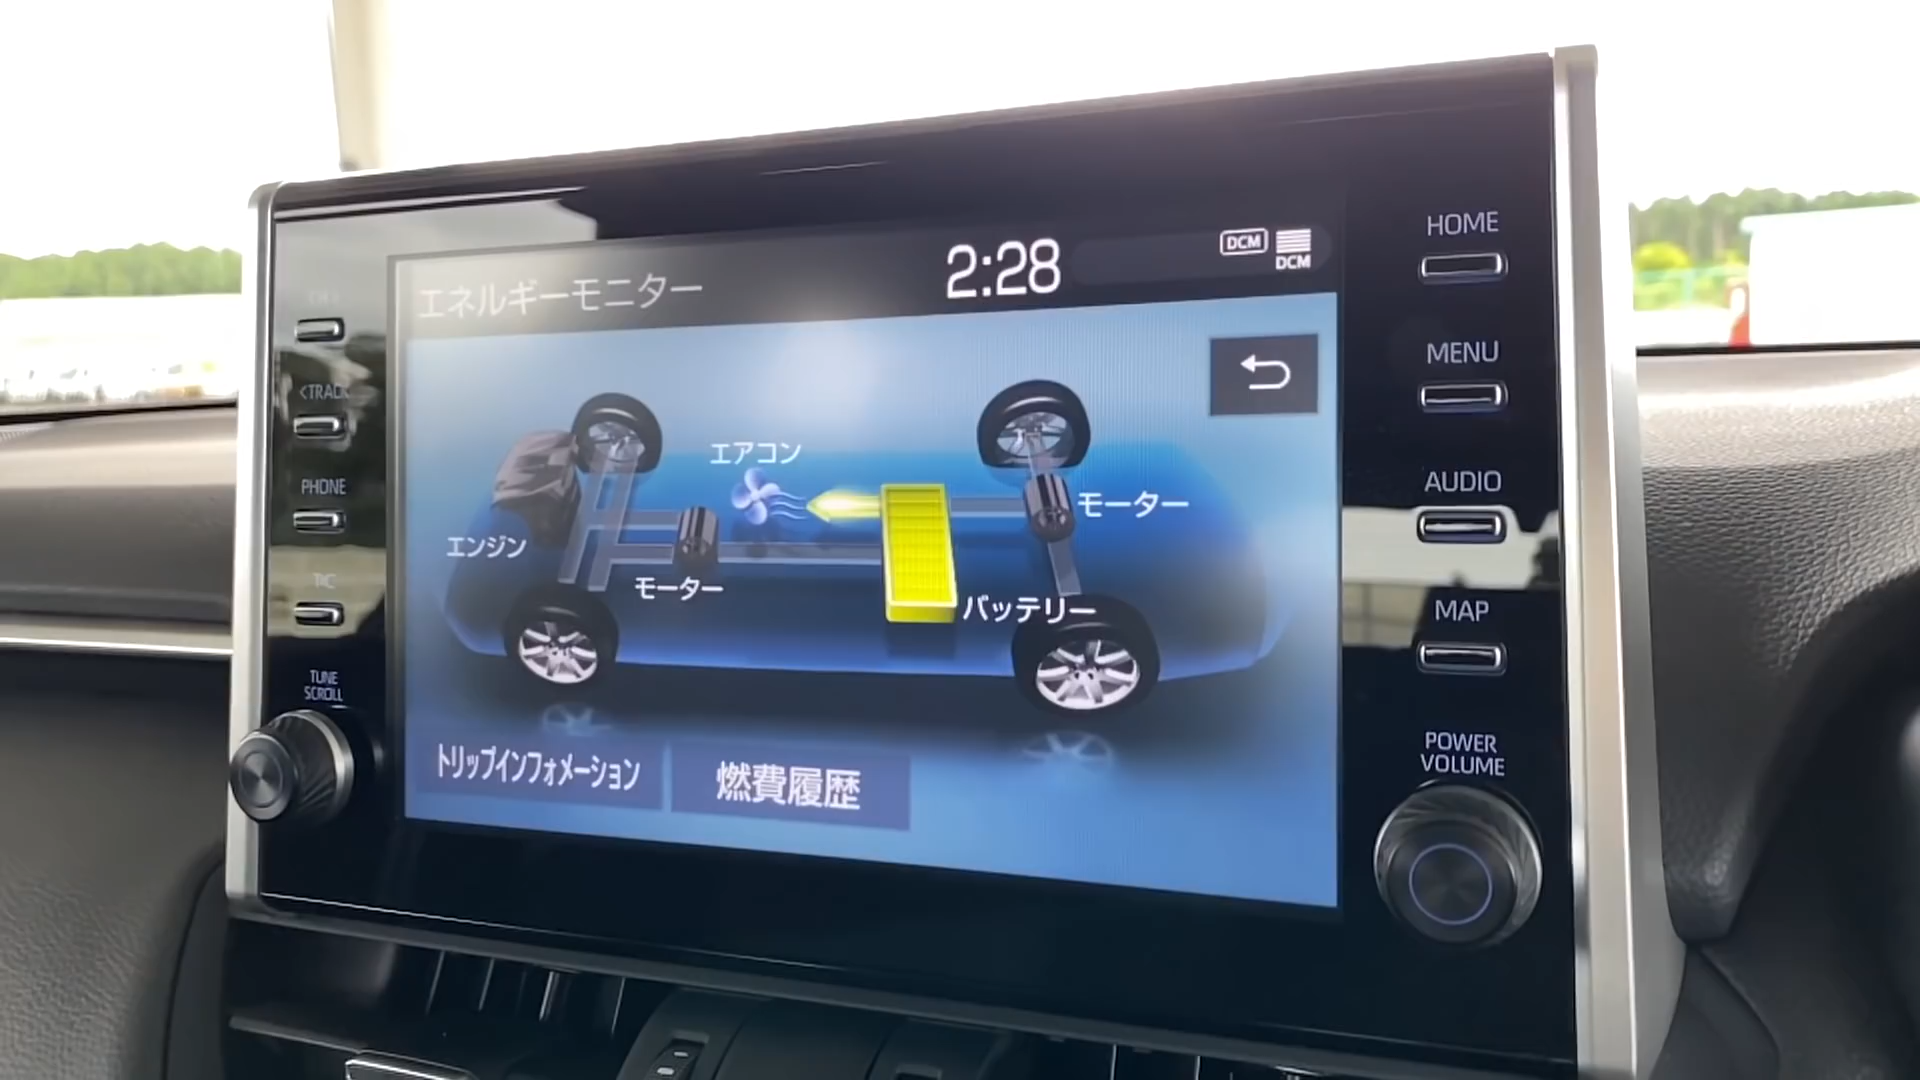 エネルギーモニター
2:28
DCM
DCM
エアコン
モーター
エンジン
モーター
バッテリー
トリップインフォメーション
燃費履歴
<TRACK
PHONE
TUNE
SCROLL
HOME
MENU
AUDIO
MAP
POWER
VOLUME